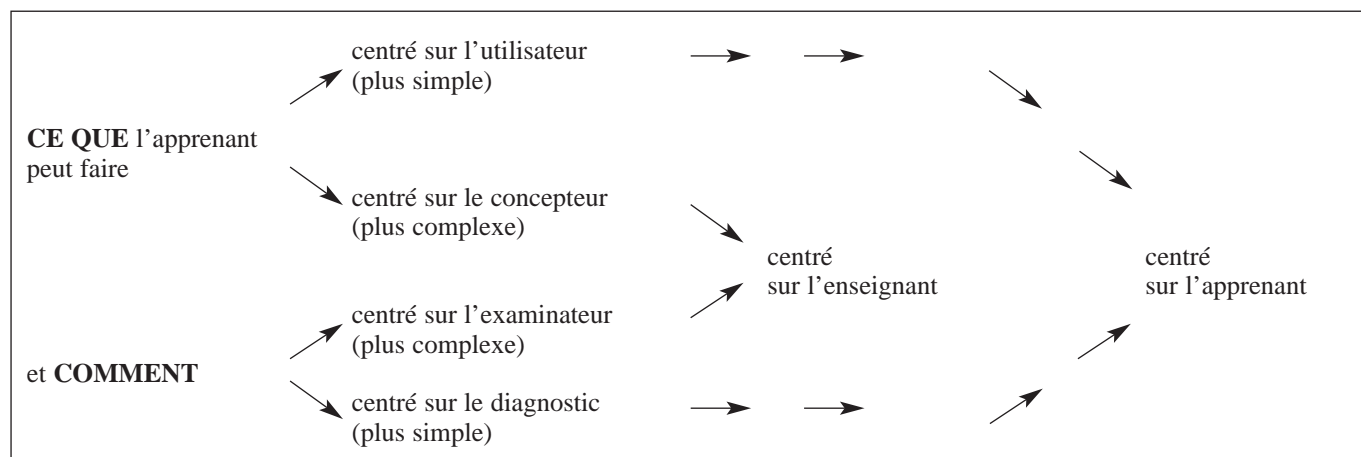 centré sur l’utilisateur
(plus simple)
CE QUE l’apprenant
peut faire
centré sur le concepteur
(plus complexe)
centré
sur l’enseignant
centré
sur l’apprenant
centré sur l’examinateur
(plus complexe)
et COMMENT
centré sur le diagnostic
(plus simple)